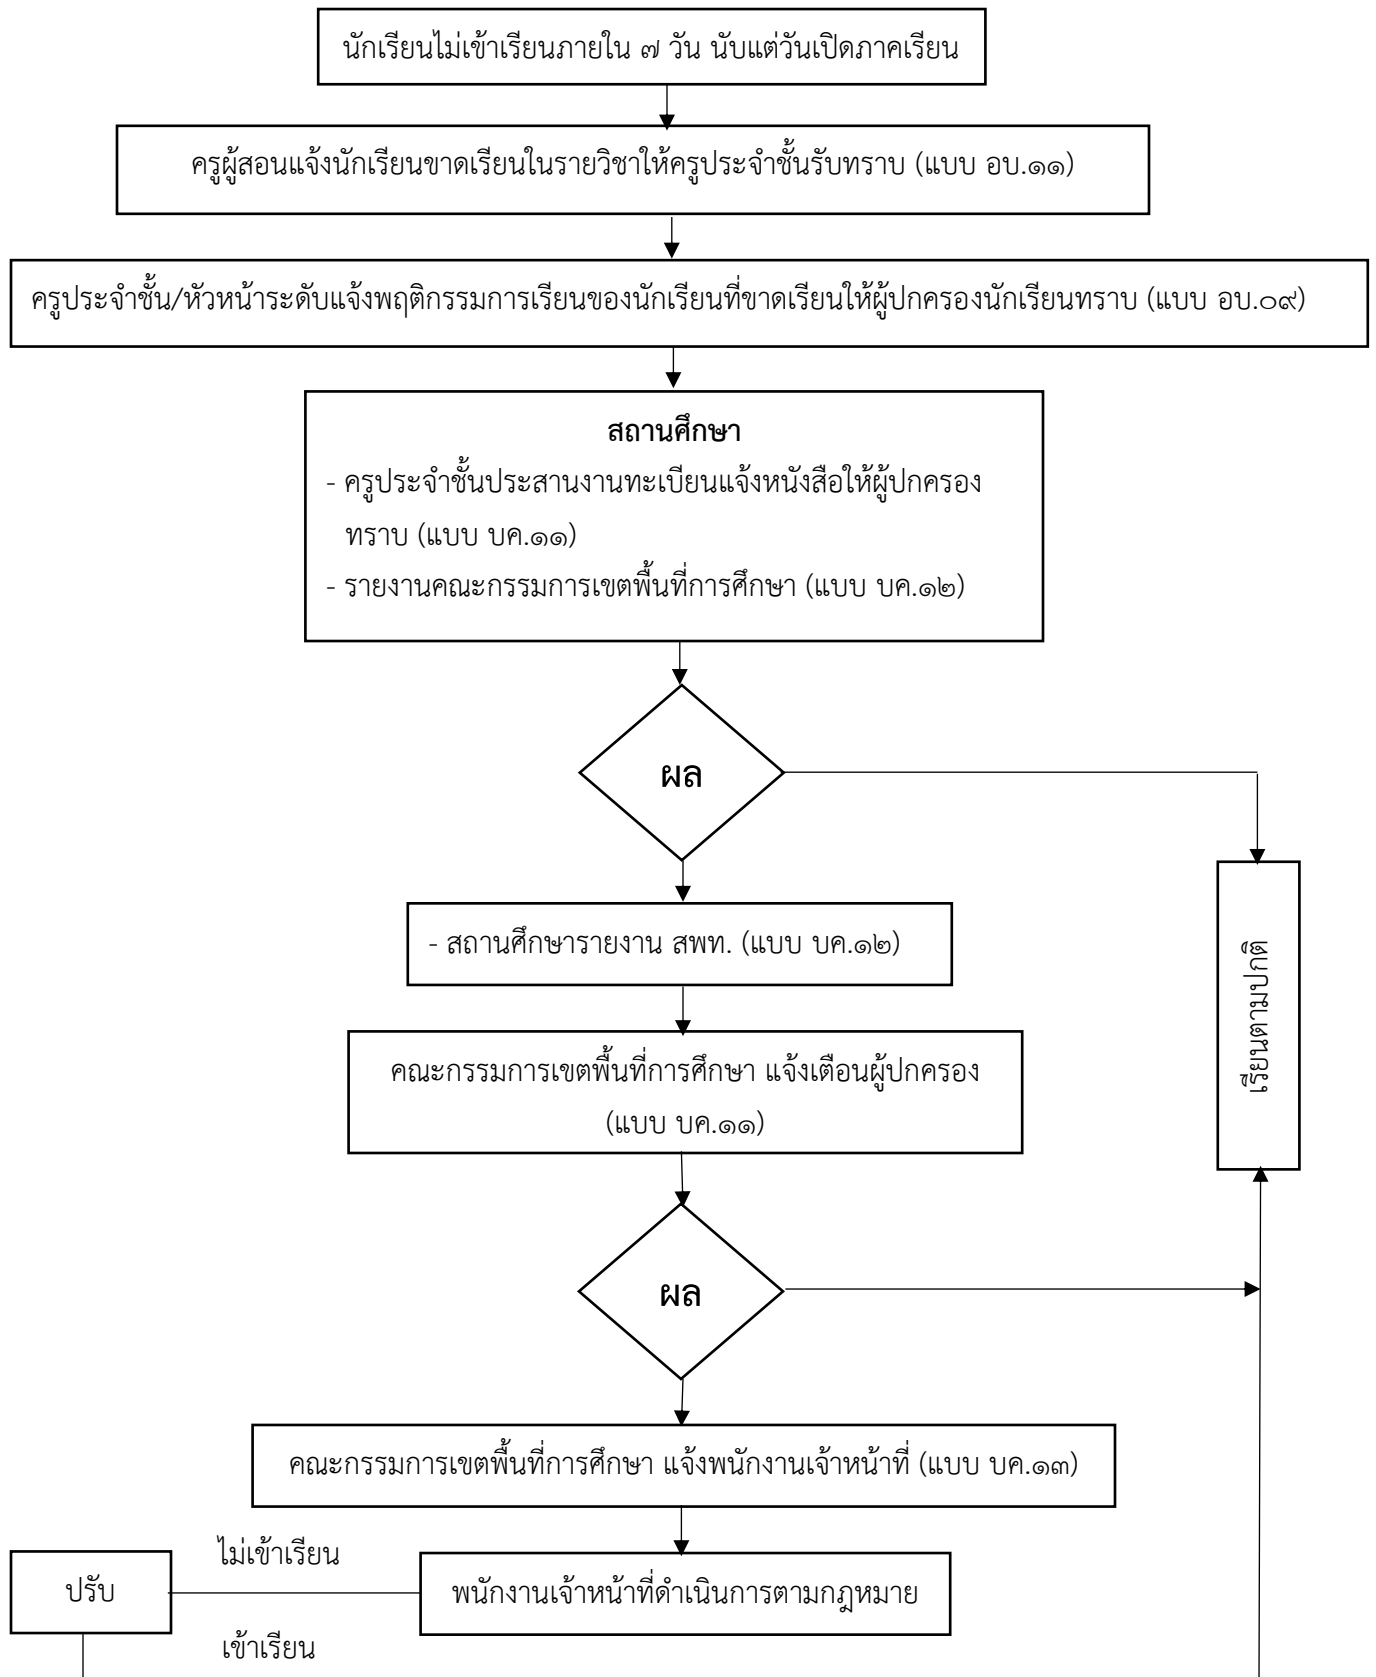 นักเรียนไม่เข้าเรียนภายใน ๗ วัน นับแต่วันเปิดภาคเรียน
ครูผู้สอนแจ้งนักเรียนขาดเรียนในรายวิชาให้ครูประจำชั้นรับทราบ (แบบ อบ.๑๑)
ครูประจำชั้น/หัวหน้าระดับแจ้งพฤติกรรมการเรียนของนักเรียนที่ขาดเรียนให้ผู้ปกครองนักเรียนทราบ (แบบ อบ.๐๙)
สถานศึกษา
- ครูประจำชั้นประสานงานทะเบียนแจ้งหนังสือให้ผู้ปกครอง
ทราบ (แบบ บค.๑๑)
- รายงานคณะกรรมการเขตพื้นที่การศึกษา (แบบ บค.๑๒)
ผล
- สถานศึกษารายงาน สพท. (แบบ บค.๑๒)
เรียนตามปกติ
คณะกรรมการเขตพื้นที่การศึกษา แจ้งเตือนผู้ปกครอง
(แบบ บค.๑๑)
ผล
คณะกรรมการเขตพื้นที่การศึกษา แจ้งพนักงานเจ้าหน้าที่ (แบบ บค.๑๓)
ไม่เข้าเรียน
ปรับ
พนักงานเจ้าหน้าที่ดำเนินการตามกฎหมาย
เข้าเรียน